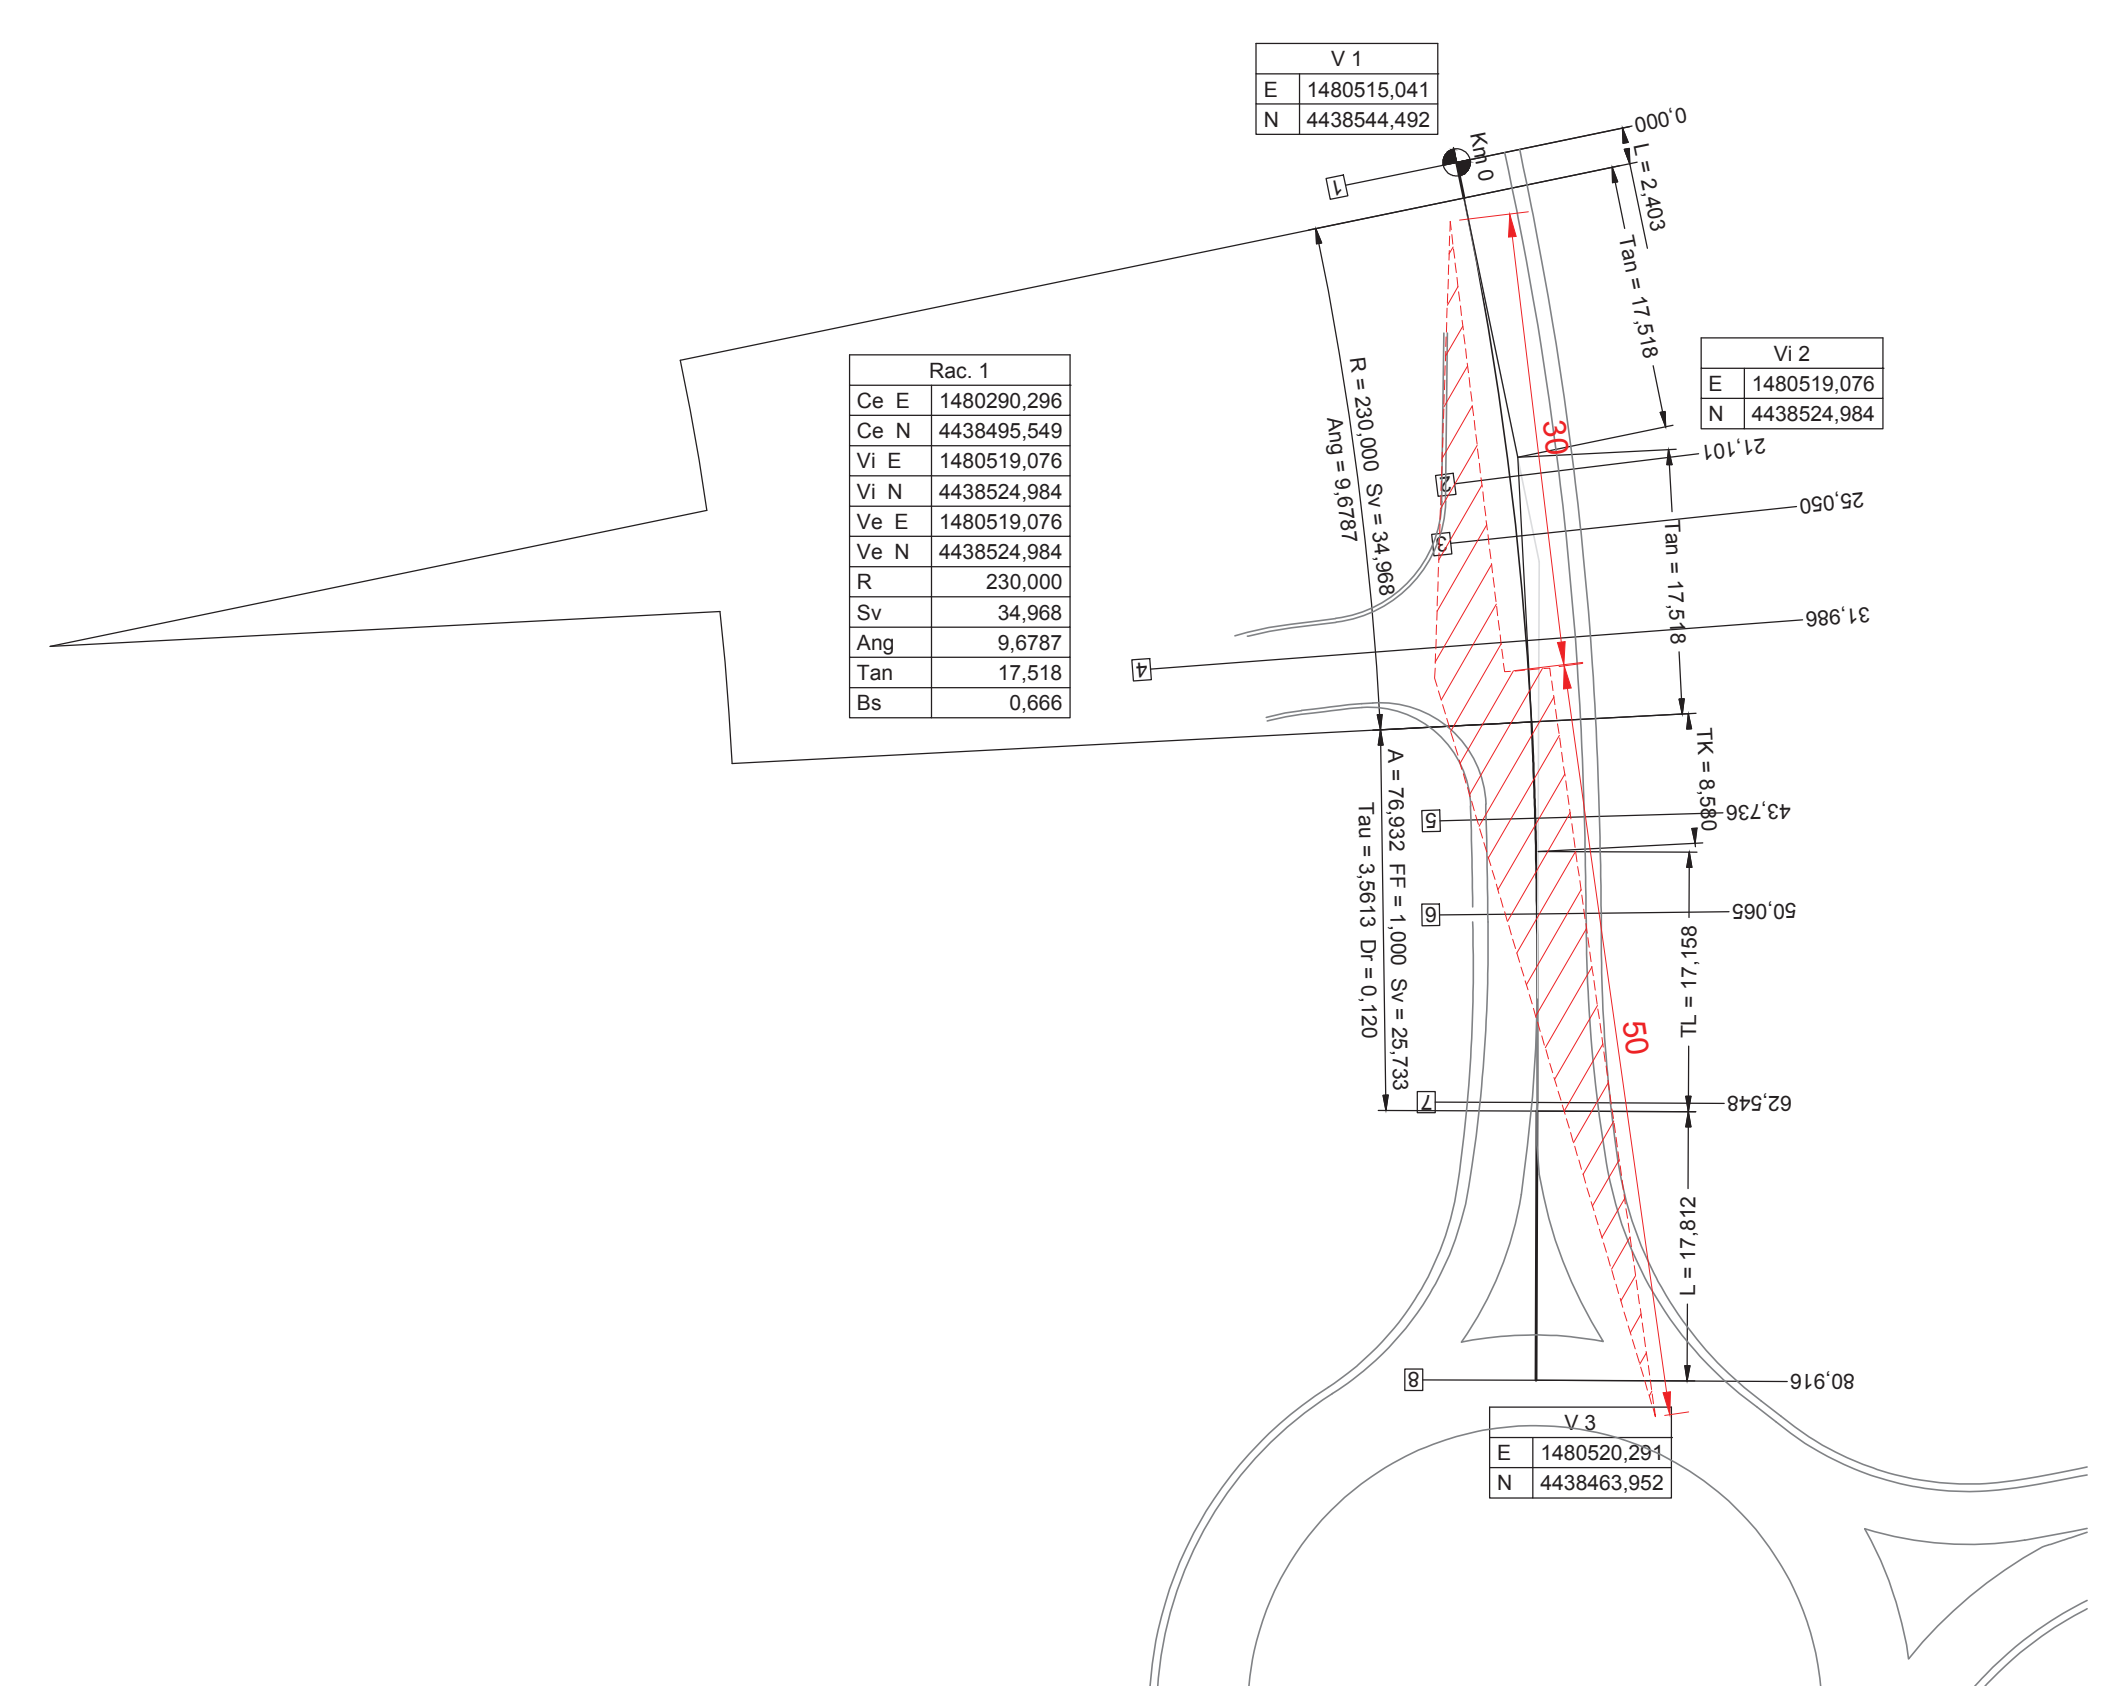 V 1
E 1480515,041
N 4438544,492
Km 0
0,000
L = 2,403
1
Tan = 17,518
Vi 2
E 1480519,076
N 4438524,984
Rac. 1
Ce E 1480290,296
Ce N 4438495,549
Vi E 1480519,076
Vi N 4438524,984
Ve E 1480519,076
Ve N 4438524,984
R 230,000
Sv 34,968
Ang 9,6787
Tan 17,518
Bs 0,666
R = 230,000 Sv = 34,968
Ang = 9,6787
30
21,101
2
25,050
3
Tan = 17,518
31,986
4
TK = 8,580
43,736
5
A = 76,932 FF = 1,000 Sv = 25,733
Tau = 3,5613 Dr = 0,120
50,065
6
TL = 17,158
50
62,548
7
L = 17,812
80,916
8
V 3
E 1480520,291
N 4438463,952